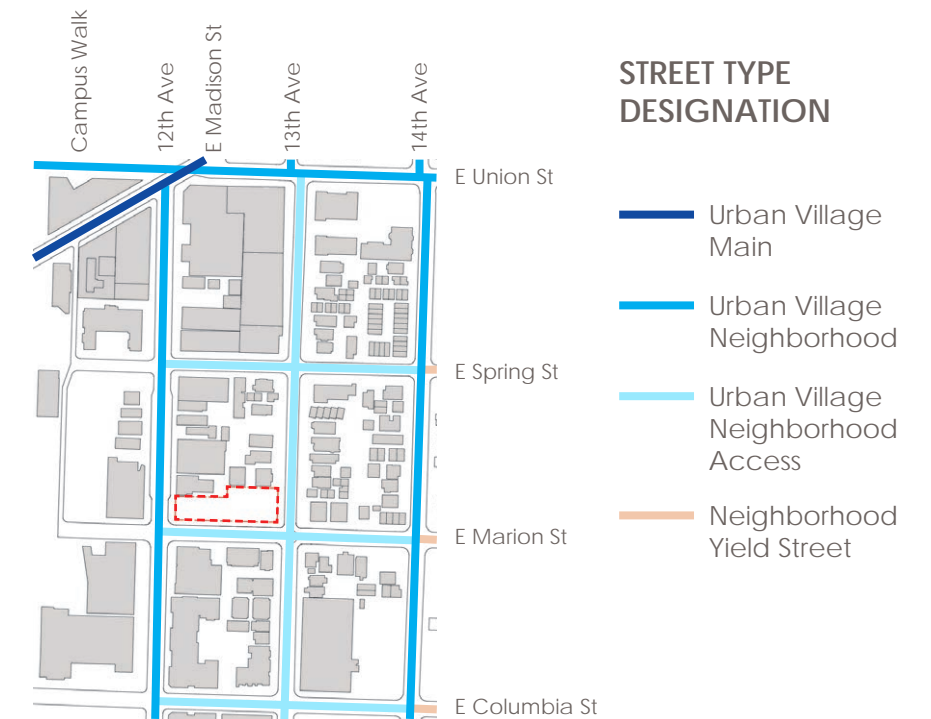 Campus Walk
12th Ave
E Madison St
13th Ave
14th Ave
E Union St
E Spring St
E Marion St
E Columbia St
STREET TYPE
DESIGNATION
Urban Village
Main
Urban Village
Neighborhood
Urban Village
Neighborhood
Access
Neighborhood
Yield Street